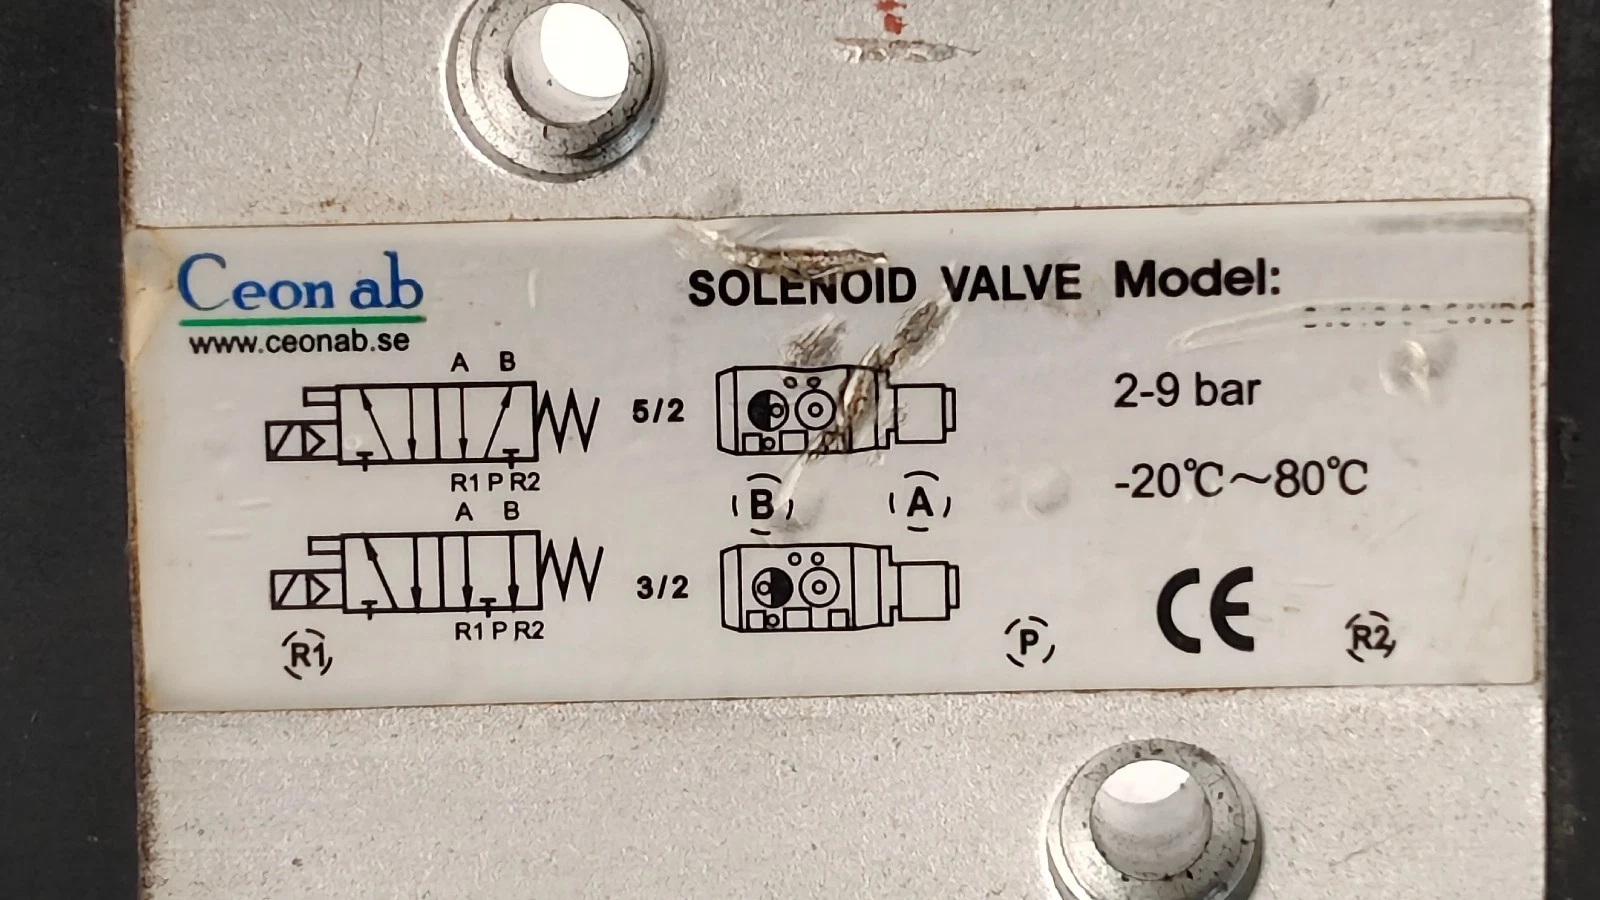 Ceon ab
www.ceonab.se
SOLENOID VALVE Model:
A B
5/2
R1 P R2
2-9 bar
-20℃~80℃
B A
A B
3/2
R1 P R2
CE
R1 P R2